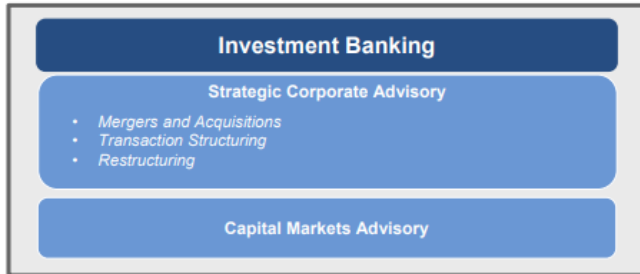 Investment Banking
Strategic Corporate Advisory
• Mergers and Acquisitions
• Transaction Structuring
• Restructuring
Capital Markets Advisory